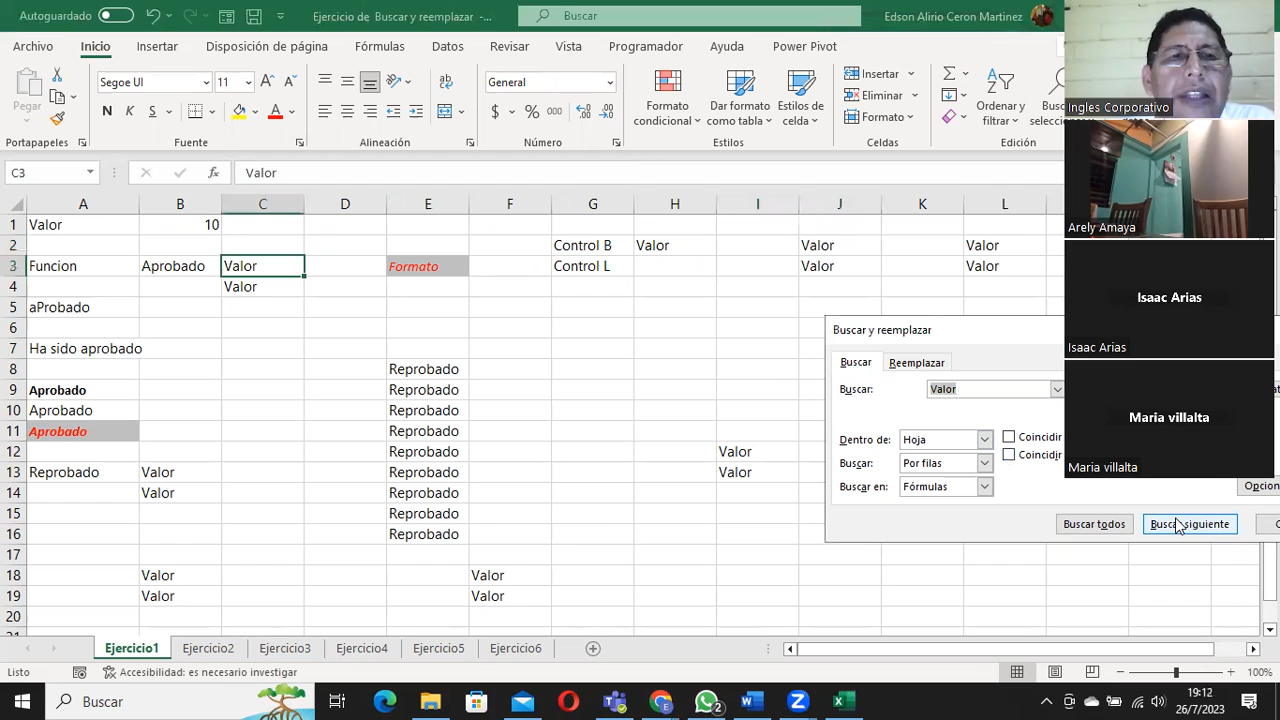 Autoguardado
Ejercicio de Buscar y reemplazar -...
Buscar
Edson Alirio Ceron Martinez
Archivo Inicio Insertar Disposición de página Fórmulas Datos Revisar Vista Programador Ayuda Power Pivot
Pegar
Segoe UI 11
N K S
General
$ % 000
Formato condicional
Dar formato como tabla
Estilos de celda
Insertar
Eliminar
Formato
Ordenar y filtrar
Portapapeles Fuente Alineación Número Estilos Celdas Edición
C3 fx Valor
A B C D E F G H I J K L
1 Valor 10
2 Control B Valor Valor Valor
3 Funcion Aprobado Valor Formato Control L Valor Valor
4 Valor
5 aProbado
6
7 Ha sido aprobado
8 Reprobado
9 Aprobado Reprobado
10 Aprobado Reprobado
11 Aprobado Reprobado
12 Reprobado Valor
13 Reprobado Valor Reprobado Valor
14 Valor Reprobado
15 Reprobado
16 Reprobado
17
18 Valor Valor
19 Valor Valor
20
Buscar y reemplazar
Buscar Reemplazar
Buscar: Valor
Dentro de: Hoja Coincidir
Buscar: Por filas Coincidir
Buscar en: Fórmulas
Buscar todos Buscar siguiente
Ingles Corporativo
Arely Amaya
Isaac Arias
Isaac Arias
Maria villalta
Maria villalta
Ejercicio1 Ejercicio2 Ejercicio3 Ejercicio4 Ejercicio5 Ejercicio6
Listo Accesibilidad: es necesario investigar 100%
Buscar
2
19:12
26/7/2023